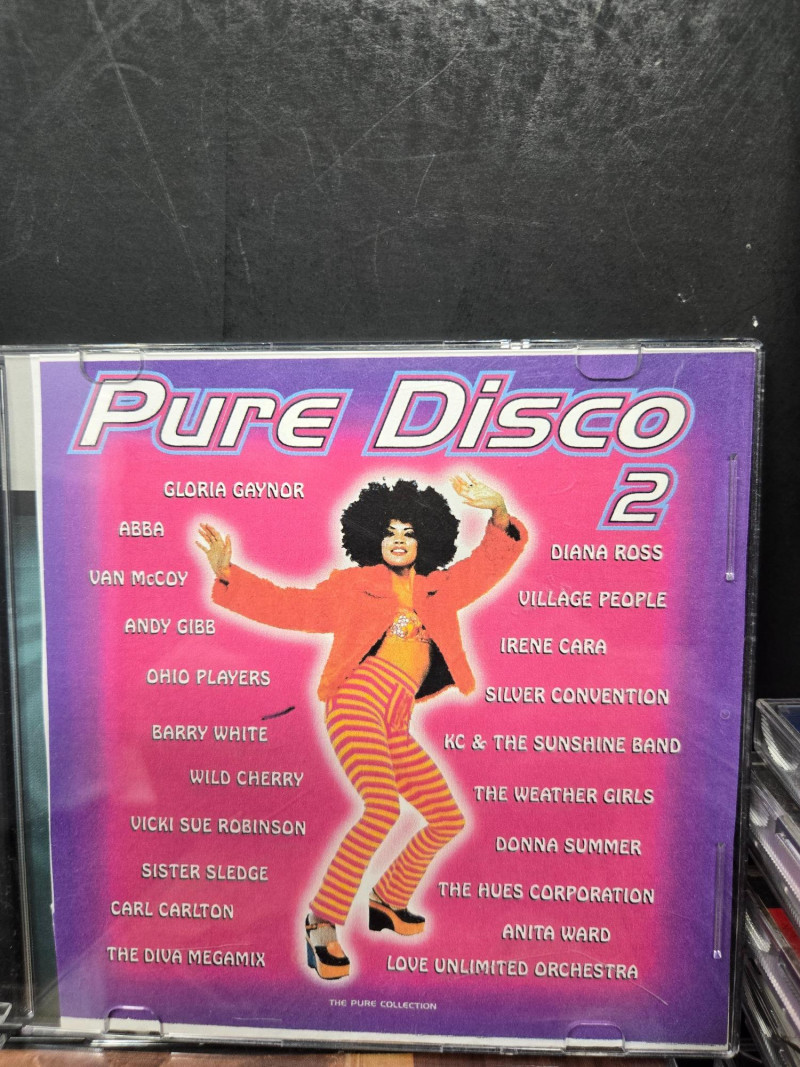 Pure Disco
2
GLORIA GAYNOR
ABBA
VAN McCOY
ANDY GIBB
OHIO PLAYERS
BARRY WHITE
WILD CHERRY
VICKI SUE ROBINSON
SISTER SLEDGE
CARL CARLTON
THE DIVA MEGAMIX
DIANA ROSS
VILLAGE PEOPLE
IRENE CARA
SILVER CONVENTION
KC & THE SUNSHINE BAND
THE WEATHER GIRLS
DONNA SUMMER
THE HUES CORPORATION
ANITA WARD
LOVE UNLIMITED ORCHESTRA
THE PURE COLLECTION